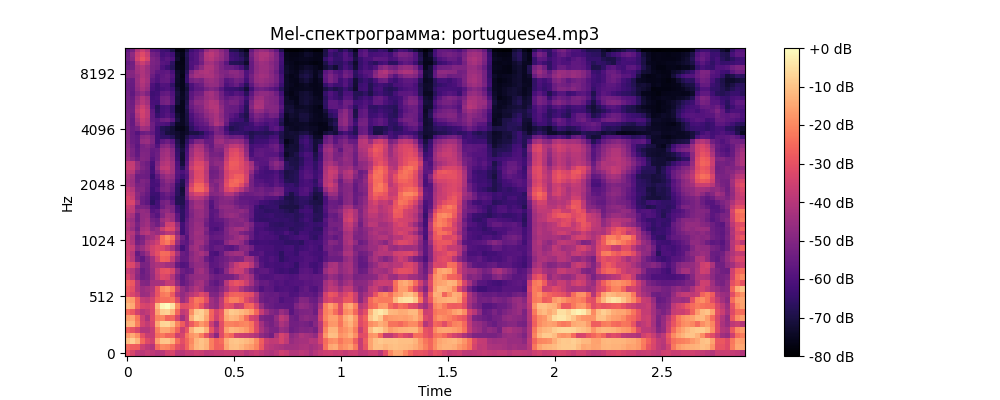 Mel-спектрограмма: portuguese4.mp3
Hz
8192
4096
2048
1024
512
0
0
0.5
1
1.5
2
2.5
Time
+0 dB
-10 dB
-20 dB
-30 dB
-40 dB
-50 dB
-60 dB
-70 dB
-80 dB